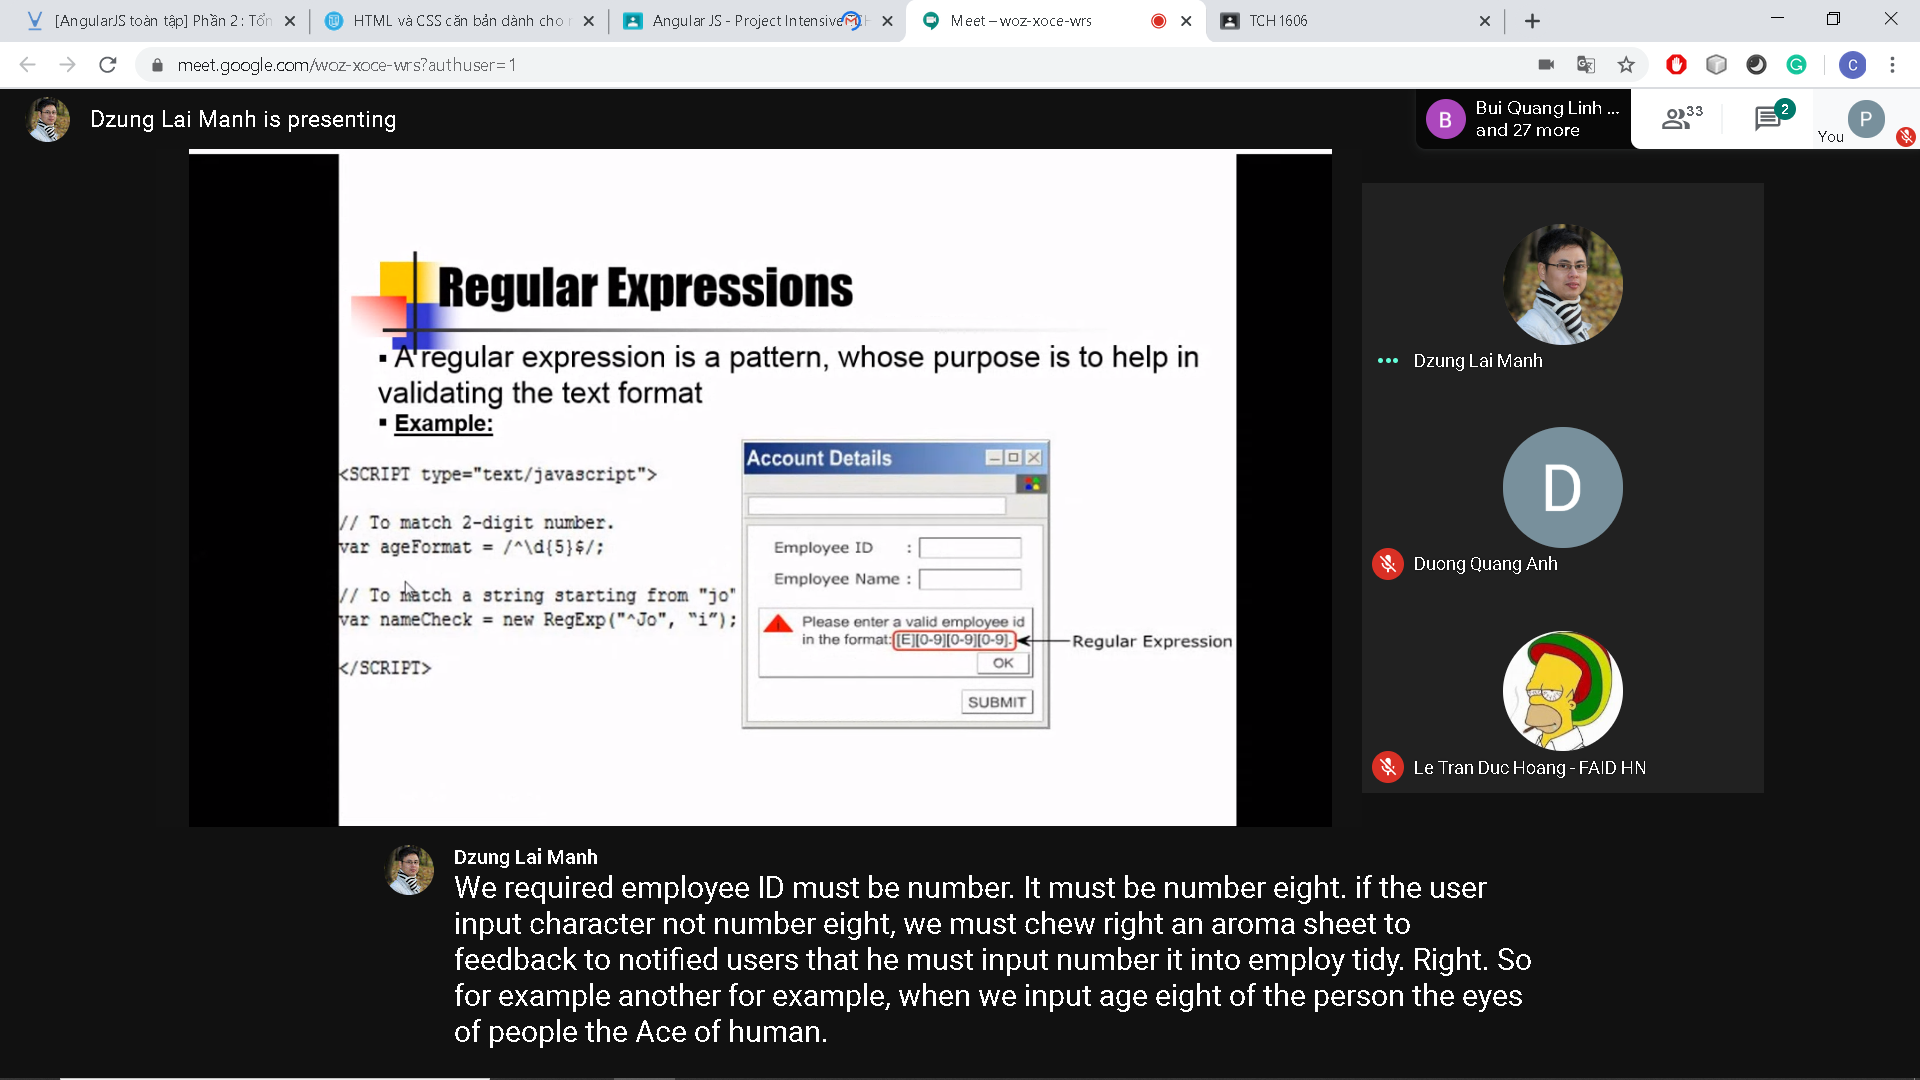 [AngularJS toàn tập] Phần 2 : Tổn
HTML và CSS căn bản dành cho n
Angular JS - Project Intensive
Meet – woz-xoce-wrs
TCH 1606
meet.google.com/woz-xoce-wrs?authuser=1
C
Dzung Lai Manh is presenting
B
Bui Quang Linh ...
and 27 more
33
2
You
P
Regular Expressions
▪ A regular expression is a pattern, whose purpose is to help in
validating the text format
▪ Example:
<SCRIPT type="text/javascript">
// To match 2-digit number.
var ageFormat = /^\d{5}$/;
// To match a string starting from "jo"
var nameCheck = new RegExp("^Jo", "i");
</SCRIPT>
Account Details
Employee ID :
Employee Name :
Please enter a valid employee id
in the format:[E][0-9][0-9][0-9].
OK
SUBMIT
Regular Expression
Dzung Lai Manh
D
Duong Quang Anh
Le Tran Duc Hoang - FAID HN
Dzung Lai Manh
We required employee ID must be number. It must be number eight. if the user
input character not number eight, we must chew right an aroma sheet to
feedback to notified users that he must input number it into employ tidy. Right. So
for example another for example, when we input age eight of the person the eyes
of people the Ace of human.